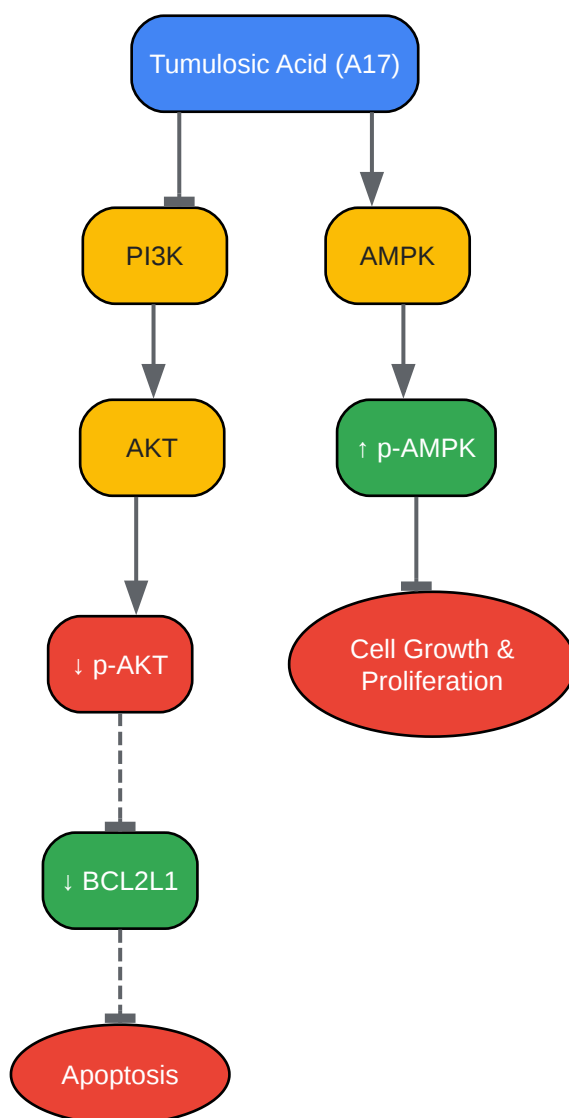 Tumulosic Acid (A17)
PI3K
AMPK
AKT
↑ p-AMPK
↓ p-AKT
Cell Growth &
Proliferation
↓ BCL2L1
Apoptosis